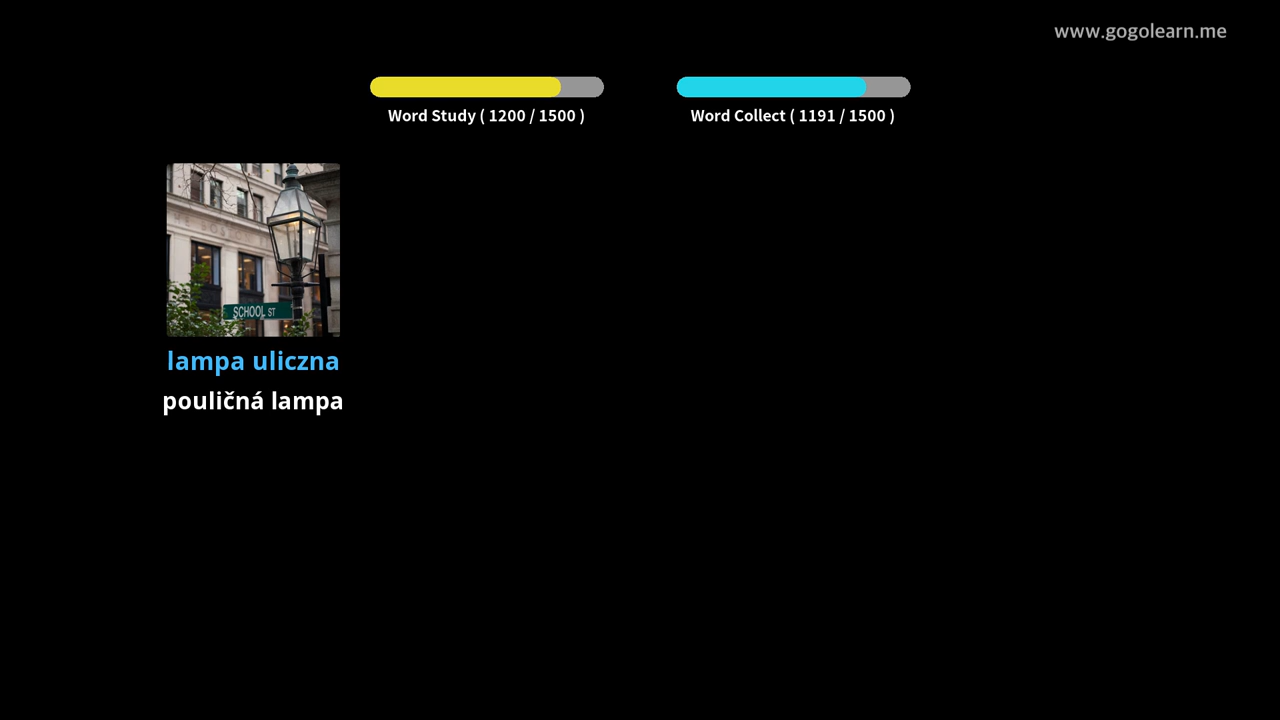 www.gogolearn.me
Word Study ( 1200 / 1500 )
Word Collect ( 1191 / 1500 )
SCHOOL ST
lampa uliczna
pouličná lampa